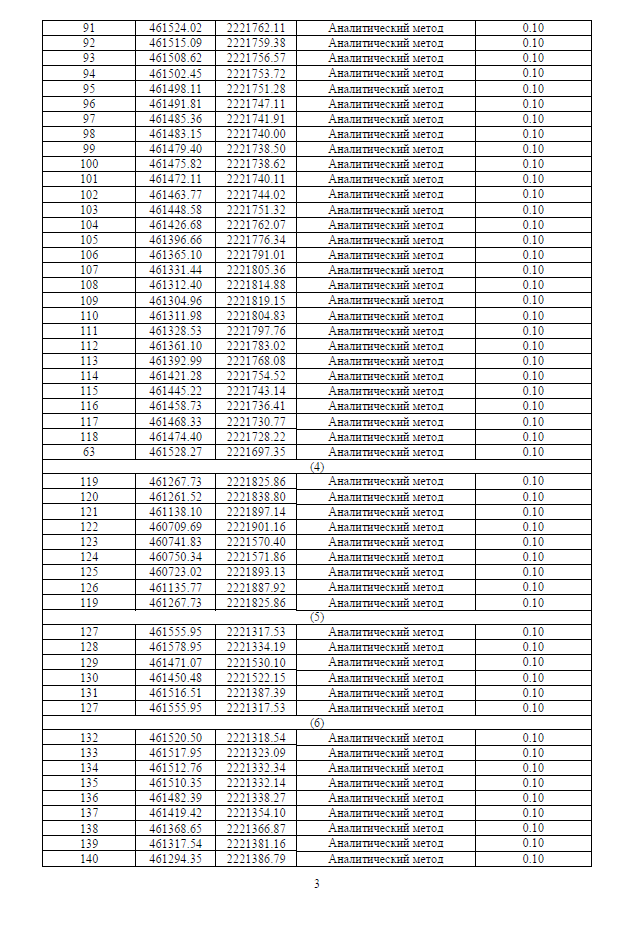 91 461524.02 2221762.11 Аналитический метод 0.10
92 461515.09 2221759.38 Аналитический метод 0.10
93 461508.62 2221756.57 Аналитический метод 0.10
94 461502.45 2221753.72 Аналитический метод 0.10
95 461498.11 2221751.28 Аналитический метод 0.10
96 461491.81 2221747.11 Аналитический метод 0.10
97 461485.36 2221741.91 Аналитический метод 0.10
98 461483.15 2221740.00 Аналитический метод 0.10
99 461479.40 2221738.50 Аналитический метод 0.10
100 461475.82 2221738.62 Аналитический метод 0.10
101 461472.11 2221740.11 Аналитический метод 0.10
102 461463.77 2221744.02 Аналитический метод 0.10
103 461448.58 2221751.32 Аналитический метод 0.10
104 461426.68 2221762.07 Аналитический метод 0.10
105 461396.66 2221776.34 Аналитический метод 0.10
106 461365.10 2221791.01 Аналитический метод 0.10
107 461331.44 2221805.36 Аналитический метод 0.10
108 461312.40 2221814.88 Аналитический метод 0.10
109 461304.96 2221819.15 Аналитический метод 0.10
110 461311.98 2221804.83 Аналитический метод 0.10
111 461328.53 2221797.76 Аналитический метод 0.10
112 461361.10 2221783.02 Аналитический метод 0.10
113 461392.99 2221768.08 Аналитический метод 0.10
114 461421.28 2221754.52 Аналитический метод 0.10
115 461445.22 2221743.14 Аналитический метод 0.10
116 461458.73 2221736.41 Аналитический метод 0.10
117 461468.33 2221730.77 Аналитический метод 0.10
118 461474.40 2221728.22 Аналитический метод 0.10
63 461528.27 2221697.35 Аналитический метод 0.10
(4)
119 461267.73 2221825.86 Аналитический метод 0.10
120 461261.52 2221838.80 Аналитический метод 0.10
121 461138.10 2221897.14 Аналитический метод 0.10
122 460709.69 2221901.16 Аналитический метод 0.10
123 460741.83 2221570.40 Аналитический метод 0.10
124 460750.34 2221571.86 Аналитический метод 0.10
125 460723.02 2221893.13 Аналитический метод 0.10
126 461135.77 2221887.92 Аналитический метод 0.10
119 461267.73 2221825.86 Аналитический метод 0.10
(5)
127 461555.95 2221317.53 Аналитический метод 0.10
128 461578.95 2221334.19 Аналитический метод 0.10
129 461471.07 2221530.10 Аналитический метод 0.10
130 461450.48 2221522.15 Аналитический метод 0.10
131 461516.51 2221387.39 Аналитический метод 0.10
127 461555.95 2221317.53 Аналитический метод 0.10
(6)
132 461520.50 2221318.54 Аналитический метод 0.10
133 461517.95 2221323.09 Аналитический метод 0.10
134 461512.76 2221332.34 Аналитический метод 0.10
135 461510.35 2221332.14 Аналитический метод 0.10
136 461482.39 2221338.27 Аналитический метод 0.10
137 461419.42 2221354.10 Аналитический метод 0.10
138 461368.65 2221366.87 Аналитический метод 0.10
139 461317.54 2221381.16 Аналитический метод 0.10
140 461294.35 2221386.79 Аналитический метод 0.10
3